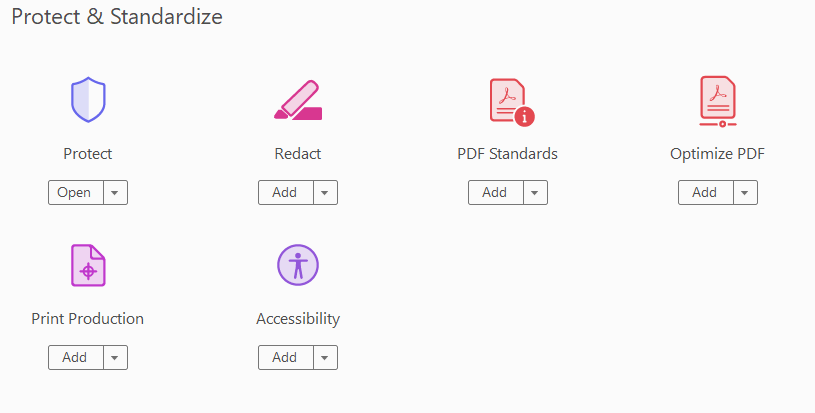 Protect & Standardize
Protect
Redact
PDF Standards
Optimize PDF
Open
Add
Add
Add
Print Production
Accessibility
Add
Add